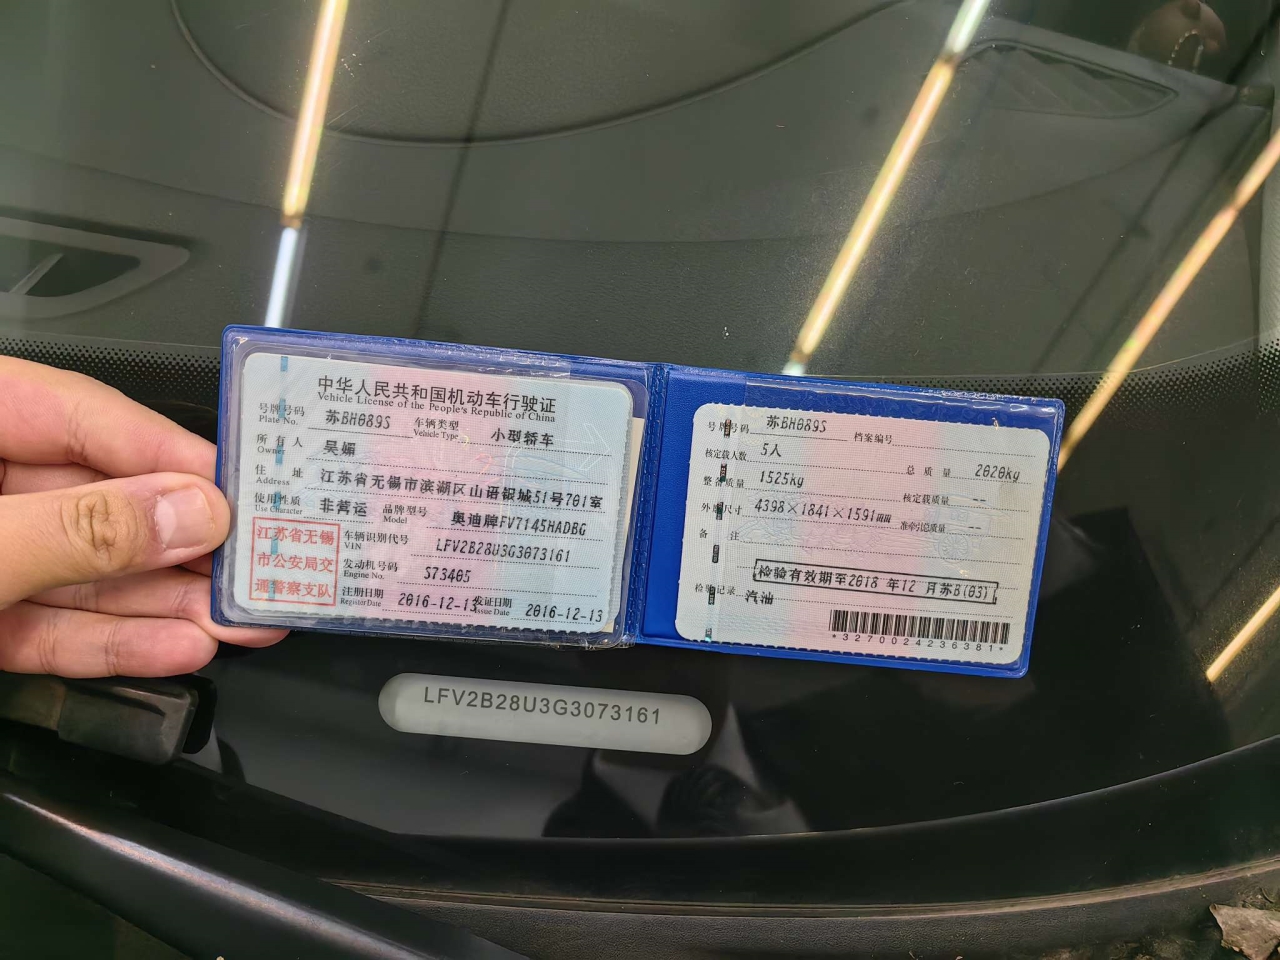 中华人民共和国机动车行驶证
Vehicle License of the People's Republic of China
号牌号码 苏BH089S 车辆类型 小型轿车
Plate No. Vehicle Type
所有人 吴媚
Owner
住址 江苏省无锡市滨湖区山语银城51号701室
Address
使用性质 非营运 品牌型号 奥迪牌FV7145HADBG
Use Character Model
江苏省无锡
市公安局交
通警察支队
车辆识别代号 LFV2B28U3G3073161
VIN
发动机号码 S73405
Engine No.
注册日期 2016-12-13 发证日期 2016-12-13
Register Date Issue Date
号牌号码 苏BH089S 档案编号
核定载人数 5人 总质量 2020kg
整备质量 1525kg 核定载质量 --
外廓尺寸 4398×1841×1591mm 准牵引总质量 --
备注
检验有效期至2018年12月苏B(03)
检验记录 汽油
*3270024236381*
LFV2B28U3G3073161